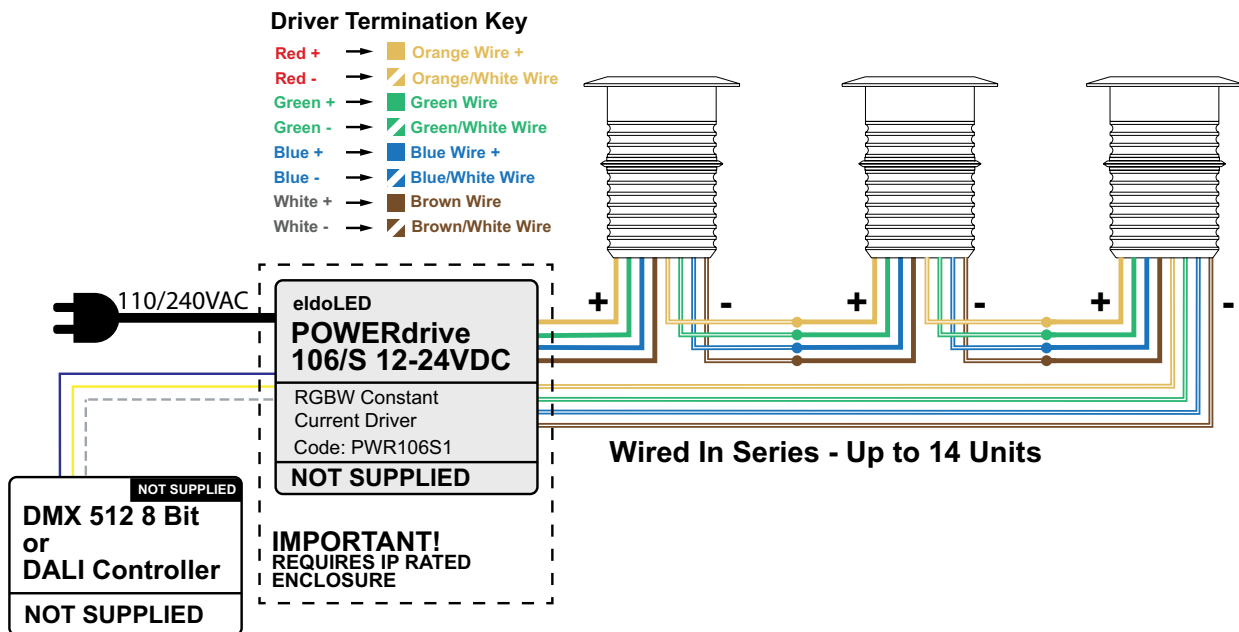 Driver Termination Key
Red + Orange Wire +
Red - Orange/White Wire
Green + Green Wire
Green - Green/White Wire
Blue + Blue Wire +
Blue - Blue/White Wire
White + Brown Wire
White - Brown/White Wire
110/240VAC
eldoLED
POWERdrive
106/S 12-24VDC
RGBW Constant
Current Driver
Code: PWR106S1
NOT SUPPLIED
+ - + - + -
Wired In Series - Up to 14 Units
NOT SUPPLIED
DMX 512 8 Bit
or
DALI Controller
NOT SUPPLIED
IMPORTANT!
REQUIRES IP RATED
ENCLOSURE